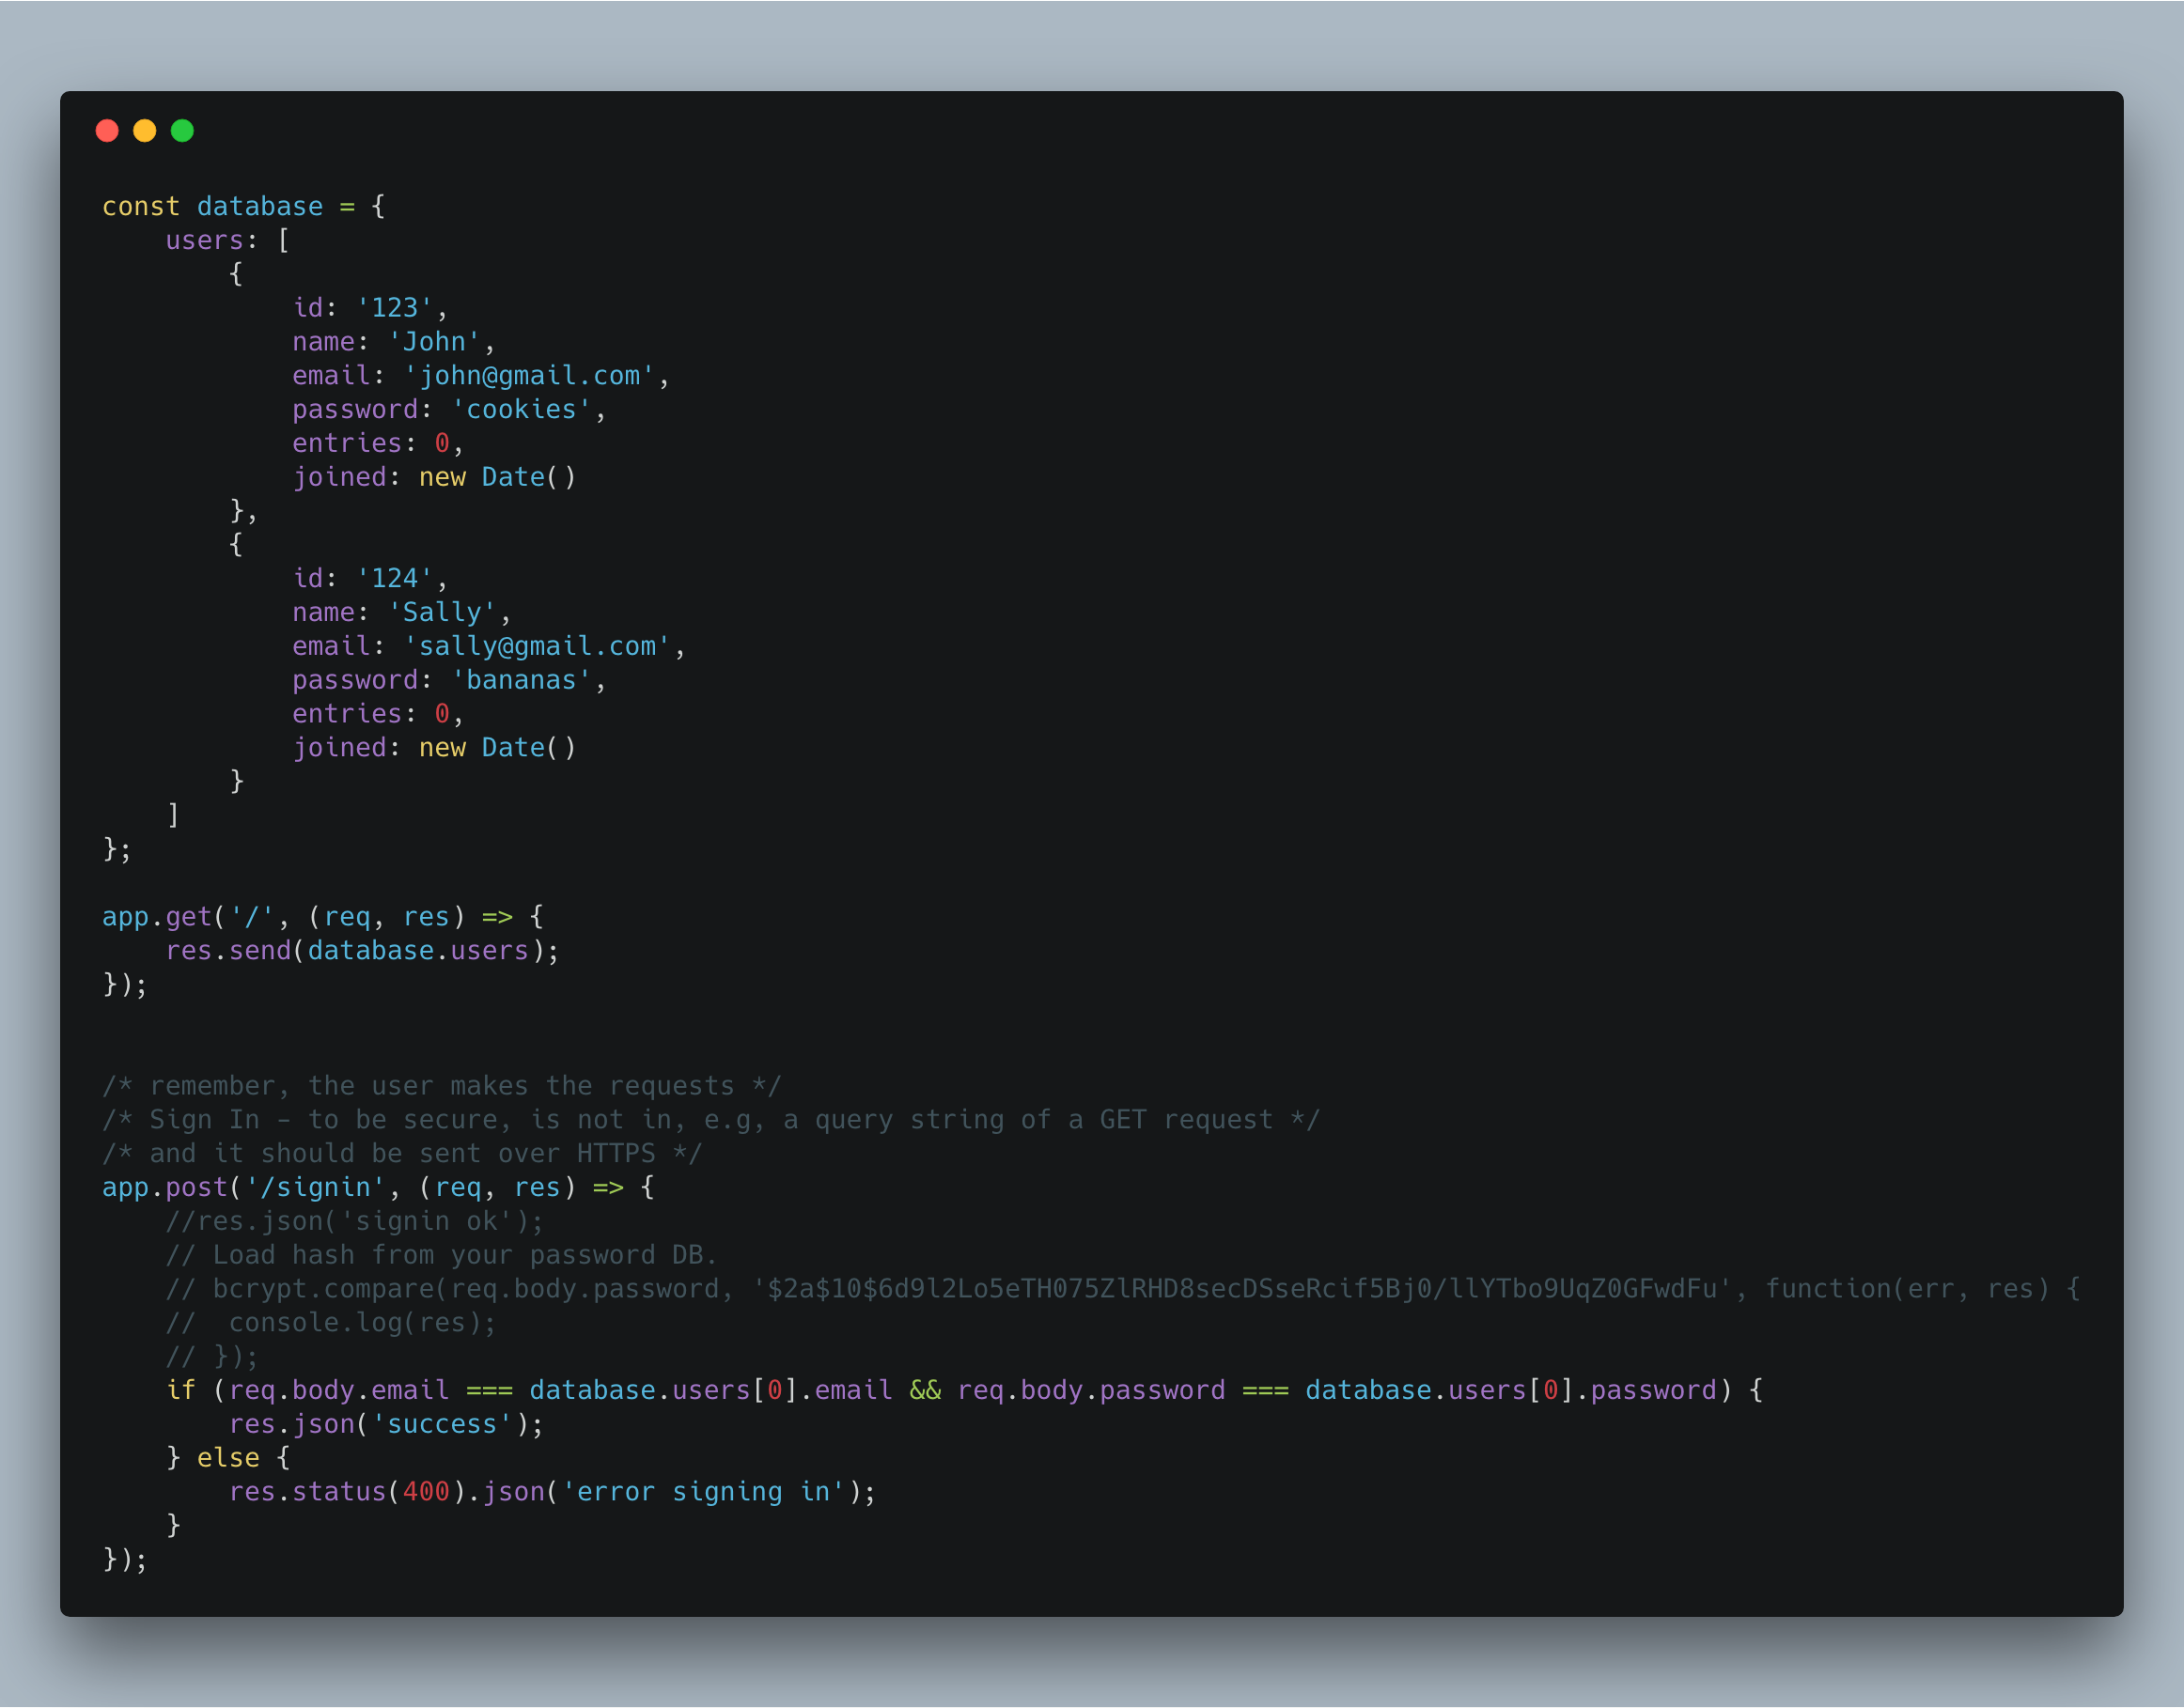 const database = {
    users: [
        {
            id: '123',
            name: 'John',
            email: 'john@gmail.com',
            password: 'cookies',
            entries: 0,
            joined: new Date()
        },
        {
            id: '124',
            name: 'Sally',
            email: 'sally@gmail.com',
            password: 'bananas',
            entries: 0,
            joined: new Date()
        }
    ]
};

app.get('/', (req, res) => {
    res.send(database.users);
});

/* remember, the user makes the requests */
/* Sign In - to be secure, is not in, e.g, a query string of a GET request */
/* and it should be sent over HTTPS */
app.post('/signin', (req, res) => {
    //res.json('signin ok');
    // Load hash from your password DB.
    // bcrypt.compare(req.body.password, '$2a$10$6d9l2Lo5eTH075ZlRHD8secDSseRcif5Bj0/llYTbo9UqZ0GFwdFu', function(err, res) {
    //  console.log(res);
    // });
    if (req.body.email === database.users[0].email && req.body.password === database.users[0].password) {
        res.json('success');
    } else {
        res.status(400).json('error signing in');
    }
});